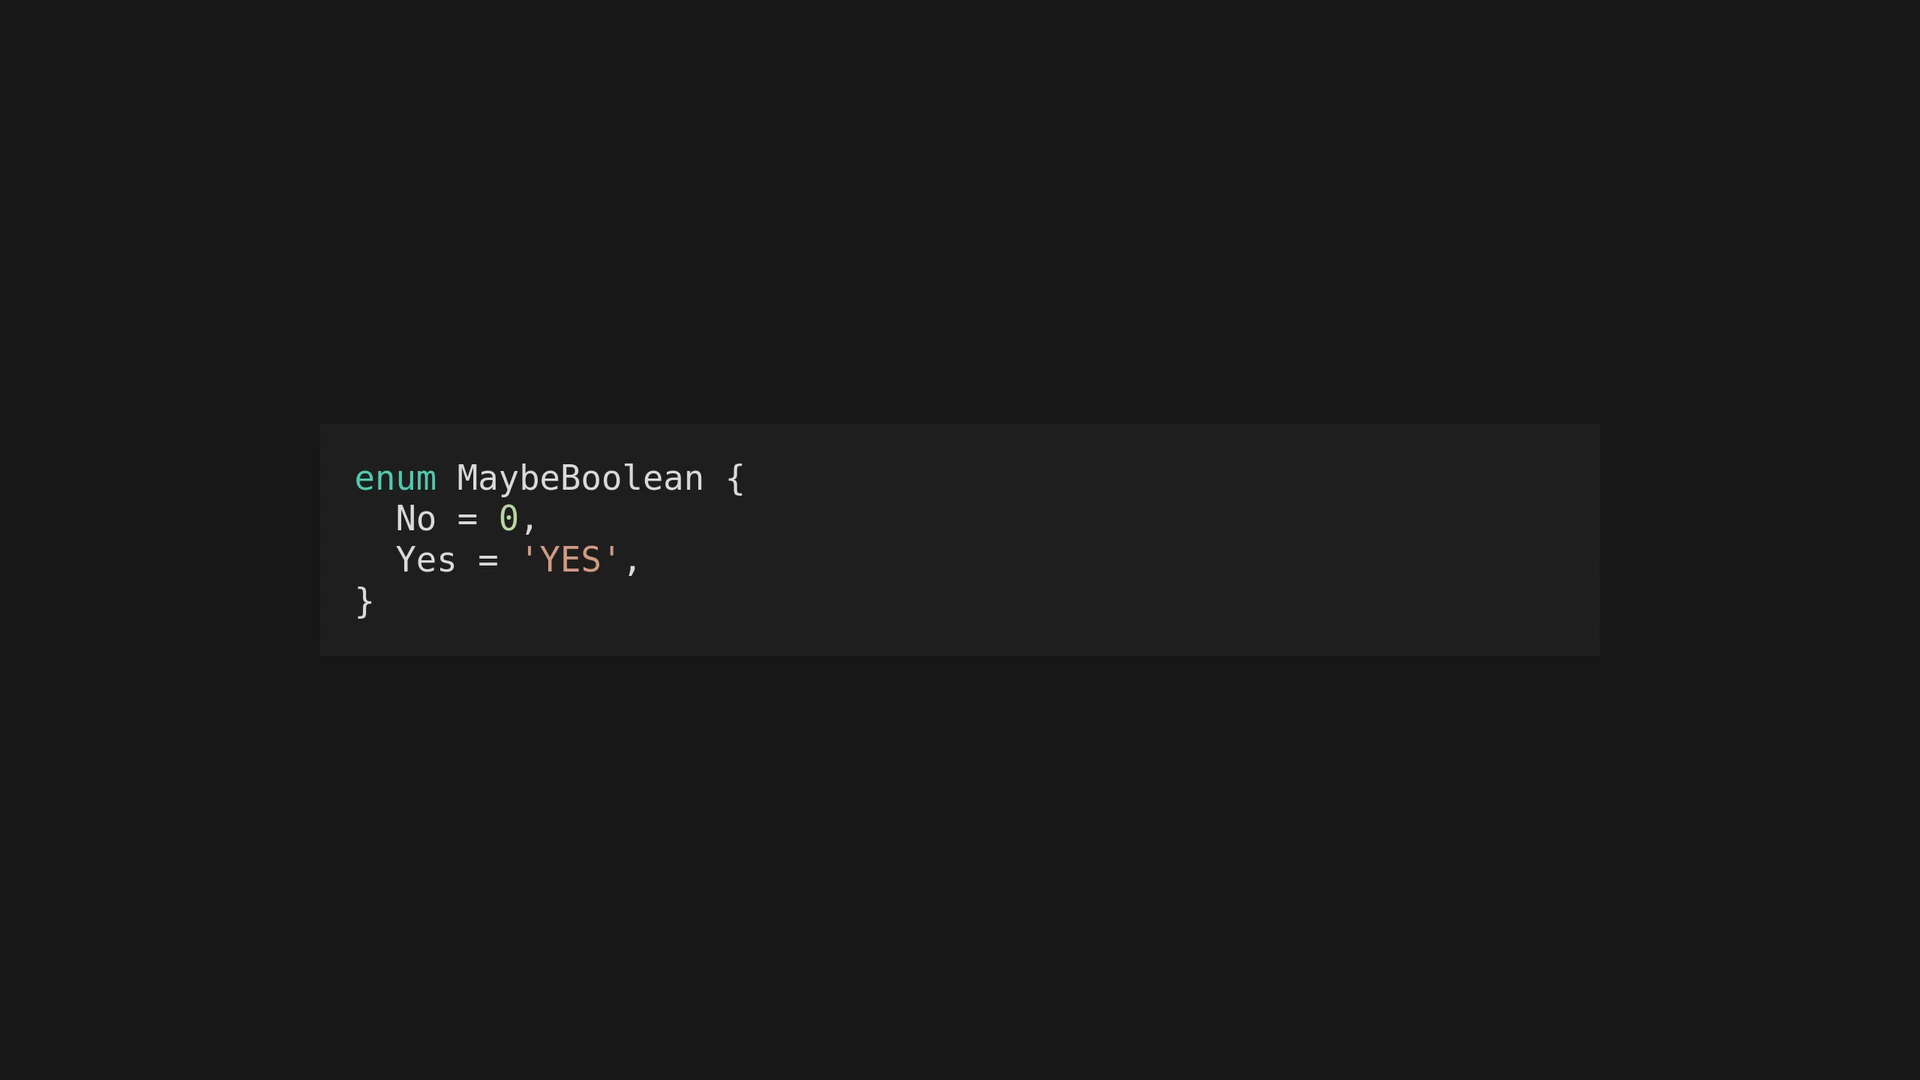 enum MaybeBoolean {
  No = 0,
  Yes = 'YES',
}